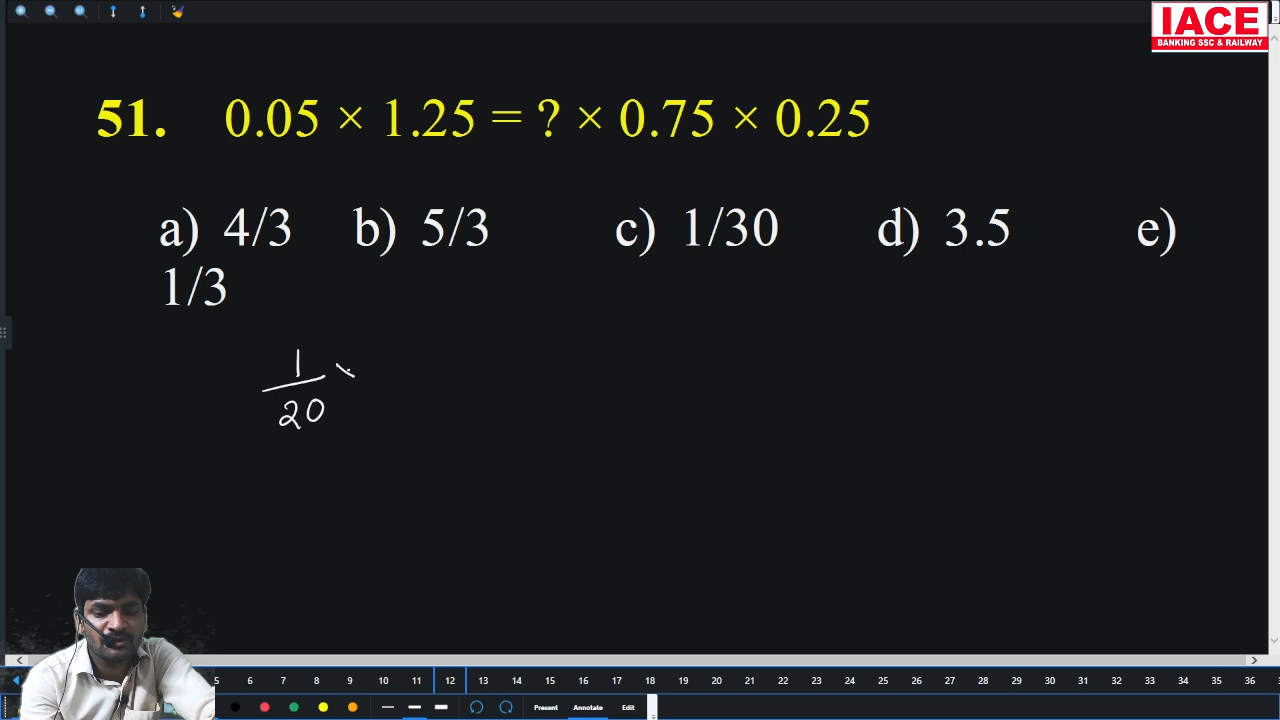 IACE
BANKING SSC & RAILWAY
51. 0.05 × 1.25 = ? × 0.75 × 0.25
a) 4/3 b) 5/3 c) 1/30 d) 3.5 e)
1/3
1
20
5 6 7 8 9 10 11 12 13 14 15 16 17 18 19 20 21 22 23 24 25 26 27 28 29 30 31 32 33 34 35 36
Present Annotate Edit